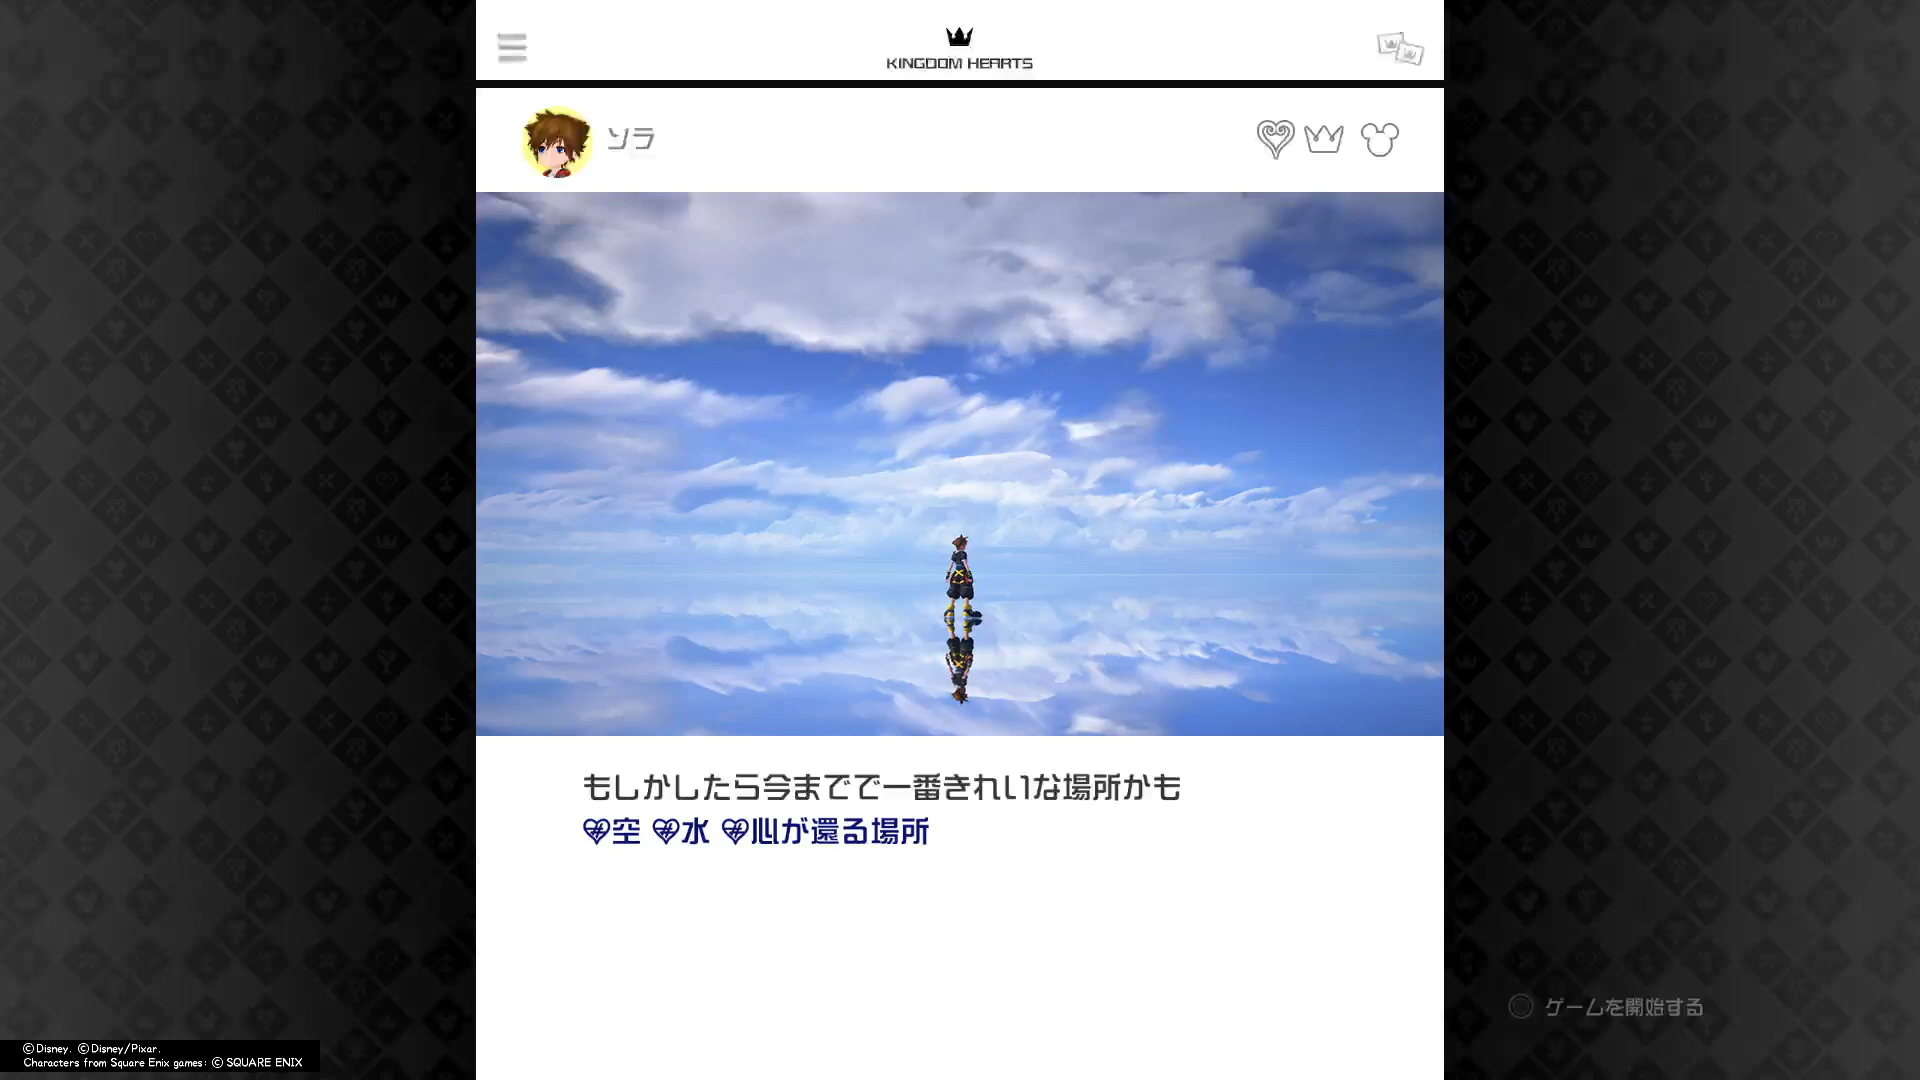 KINGDOM HEARTS
ソラ
もしかしたら今までで一番きれいな場所かも
#空 #水 #心が還る場所
ゲームを開始する
©Disney. ©Disney/Pixar.
Characters from Square Enix games: © SQUARE ENIX